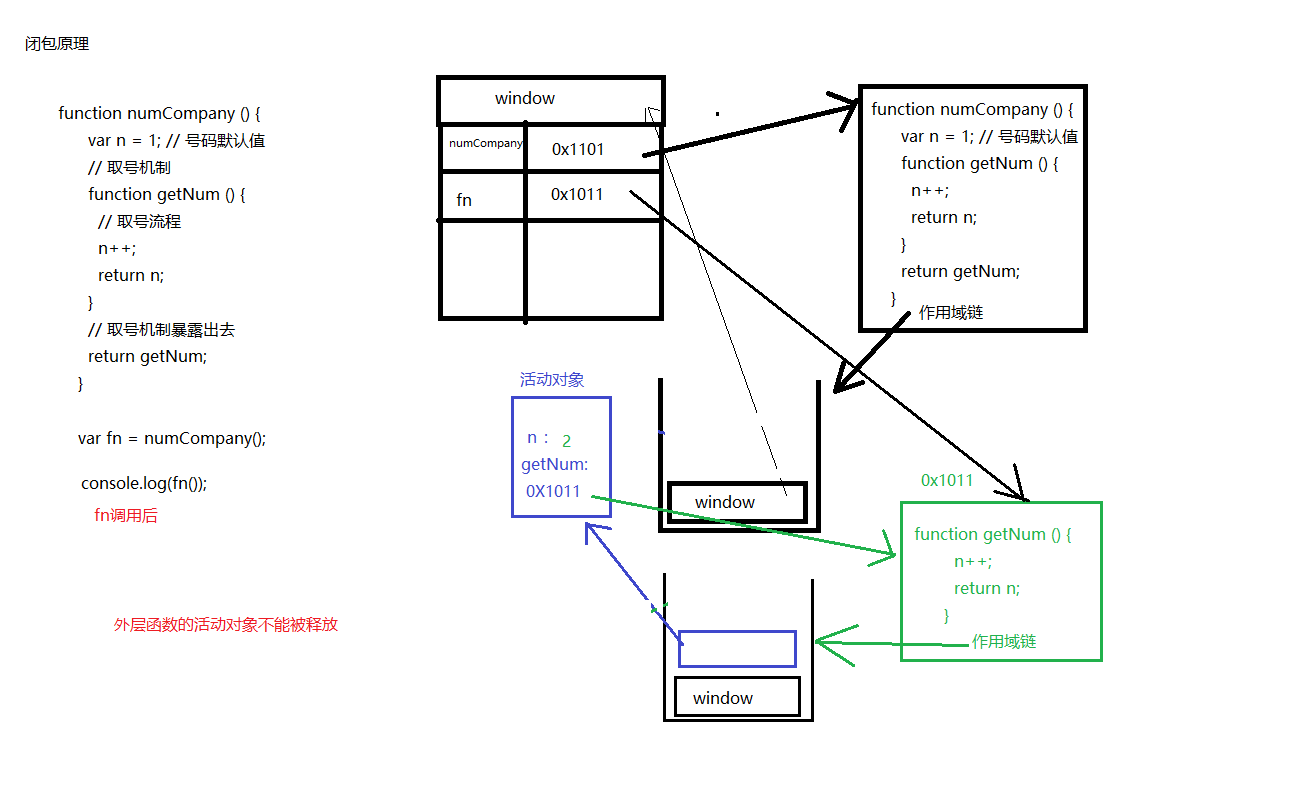 闭包原理
function numCompany () {
var n = 1; // 号码默认值
// 取号机制
function getNum () {
// 取号流程
n++;
return n;
}
// 取号机制暴露出去
return getNum;
}
var fn = numCompany();
console.log(fn());
fn调用后
外层函数的活动对象不能被释放
window
numCompany 0x1101
fn 0x1011
function numCompany () {
var n = 1; // 号码默认值
function getNum () {
n++;
return n;
}
return getNum;
}
作用域链
活动对象
n : 2
getNum:
0X1011
window
0x1011
function getNum () {
n++;
return n;
}
作用域链
window